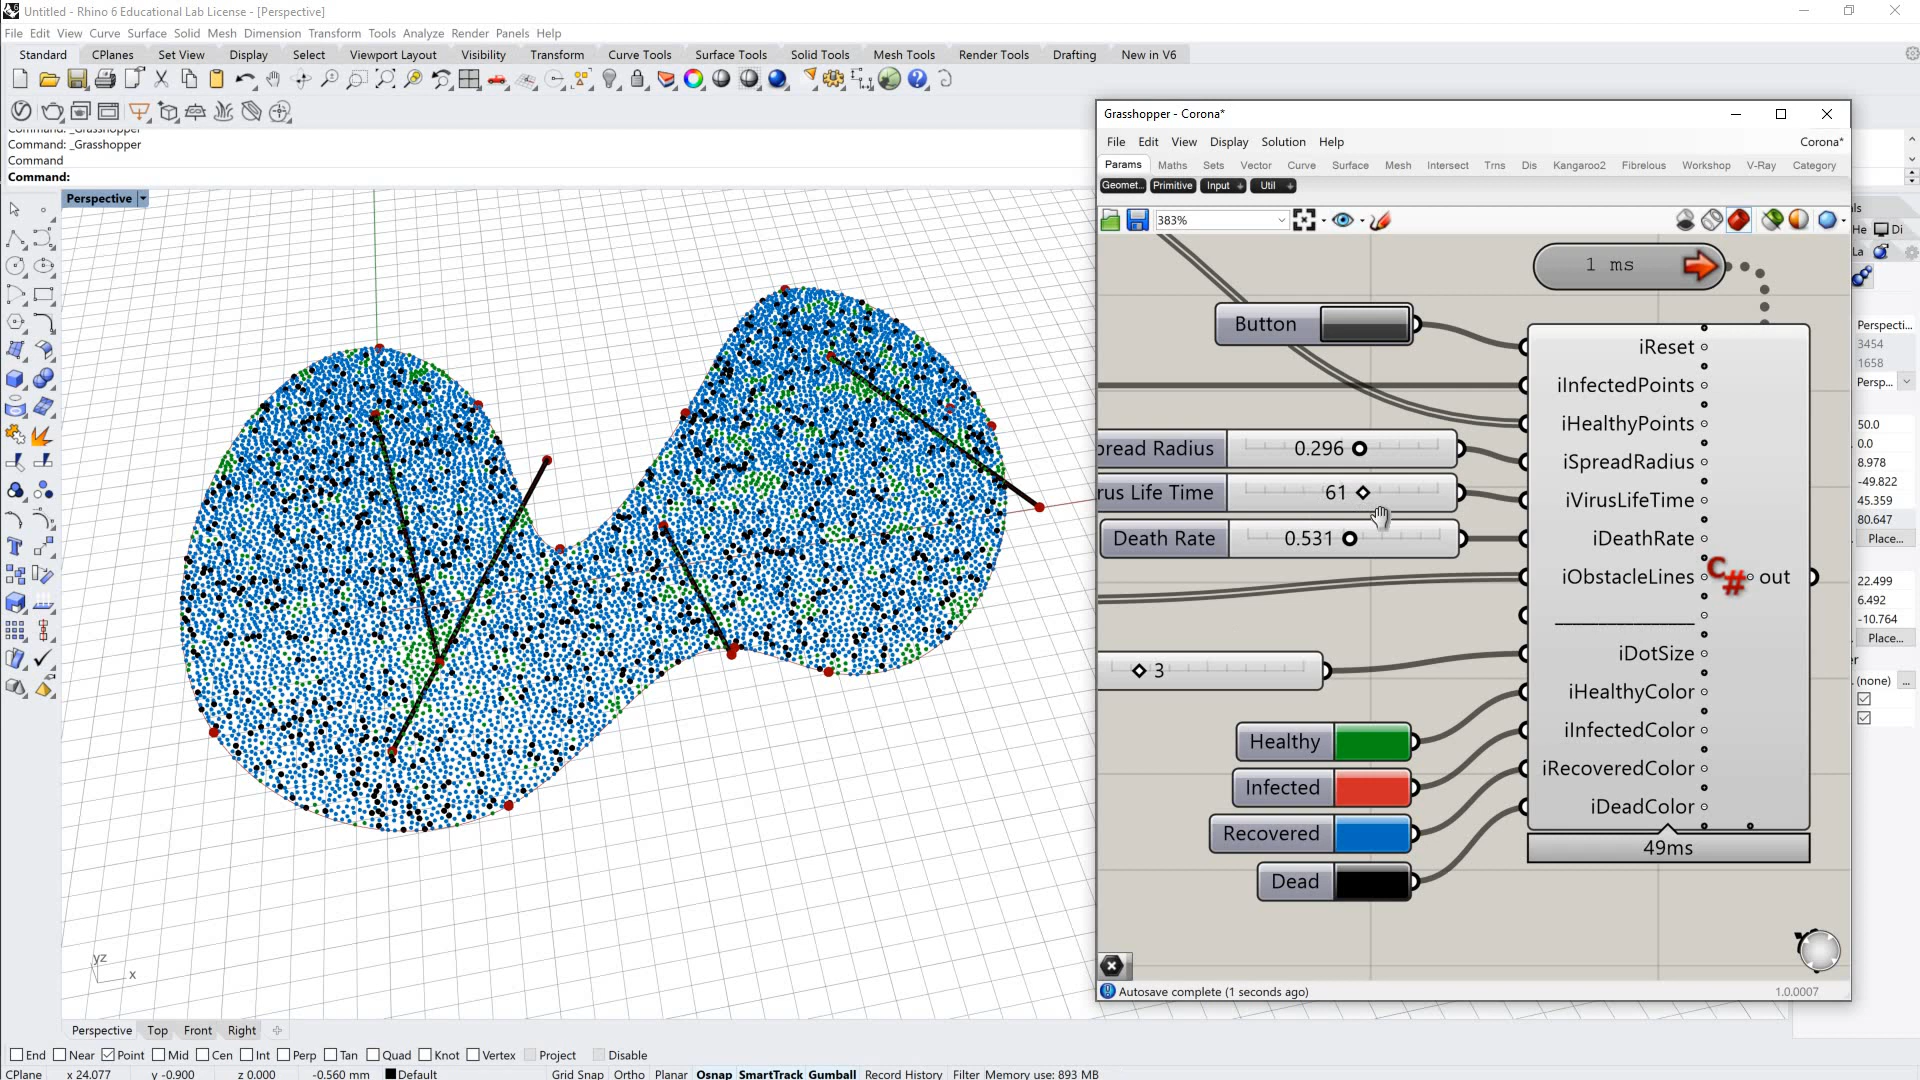 Untitled - Rhino 6 Educational Lab License - [Perspective]
File Edit View Curve Surface Solid Mesh Dimension Transform Tools Analyze Render Panels Help
Standard CPlanes Set View Display Select Viewport Layout Visibility Transform Curve Tools Surface Tools Solid Tools Mesh Tools Render Tools Drafting New in V6
Command: _Grasshopper
Command: _Grasshopper
Command
Command:
Perspective
Grasshopper - Corona*
File Edit View Display Solution Help Corona*
Params Maths Sets Vector Curve Surface Mesh Intersect Trns Dis Kangaroo2 Fibrelous Workshop V-Ray Category
Geomet... Primitive Input Util
383%
1 ms
Button
iReset
iInfectedPoints
iHealthyPoints
pread Radius 0.296
iSpreadRadius
rus Life Time 61
iVirusLifeTime
Death Rate 0.531
iDeathRate
iObstacleLines
C# out
iDotSize
3
iHealthyColor
Healthy
iInfectedColor
Infected
iRecoveredColor
Recovered
iDeadColor
Dead
49ms
Autosave complete (1 seconds ago) 1.0.0007
ls
He Di
La
Perspecti...
3454
1658
Persp...
50.0
0.0
8.978
-49.822
45.359
80.647
Place...
22.499
6.492
-10.764
Place...
er
(none) ...
yz
x
Perspective Top Front Right
End Near Point Mid Cen Int Perp Tan Quad Knot Vertex Project Disable
CPlane x 24.077 y -0.900 z 0.000 -0.560 mm Default Grid Snap Ortho Planar Osnap SmartTrack Gumball Record History Filter Memory use: 893 MB